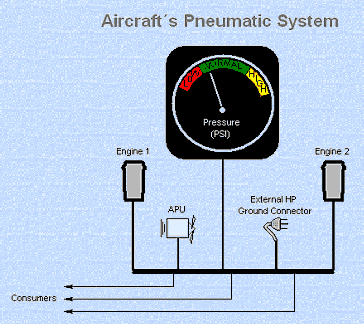 Aircraft´s Pneumatic System
LOW NORMAL HIGH
Pressure
(PSI)
Engine 1
Engine 2
APU
External HP
Ground Connector
Consumers